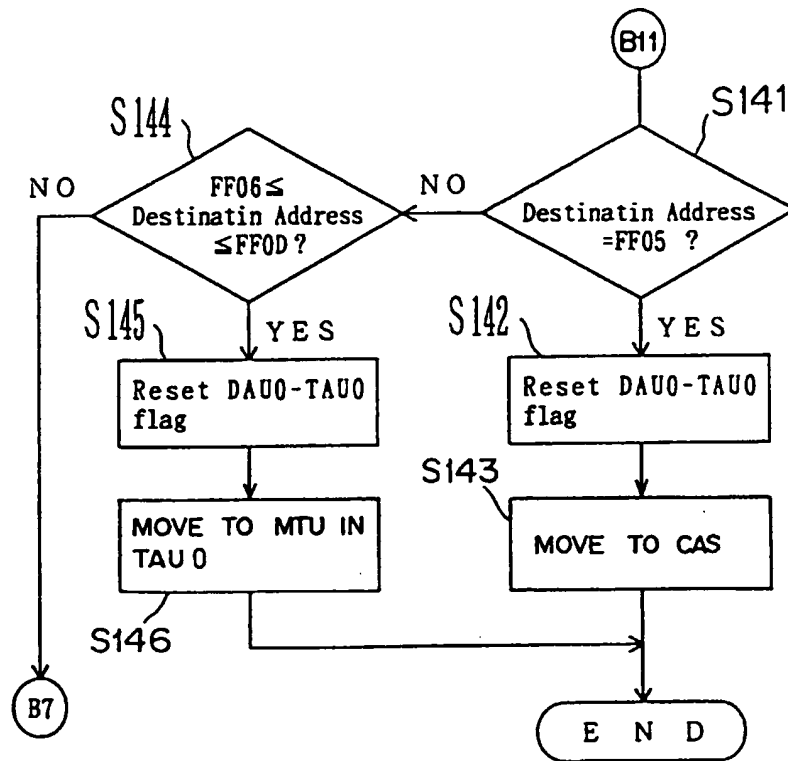 B11
S141
Destinatin Address
=FF05 ?
NO
YES
S144
FF06≦
Destinatin Address
≦FF0D?
NO
YES
S145
Reset DAU0-TAU0
flag
S142
Reset DAU0-TAU0
flag
S143
MOVE TO CAS
MOVE TO MTU IN
TAU 0
S146
B7
END